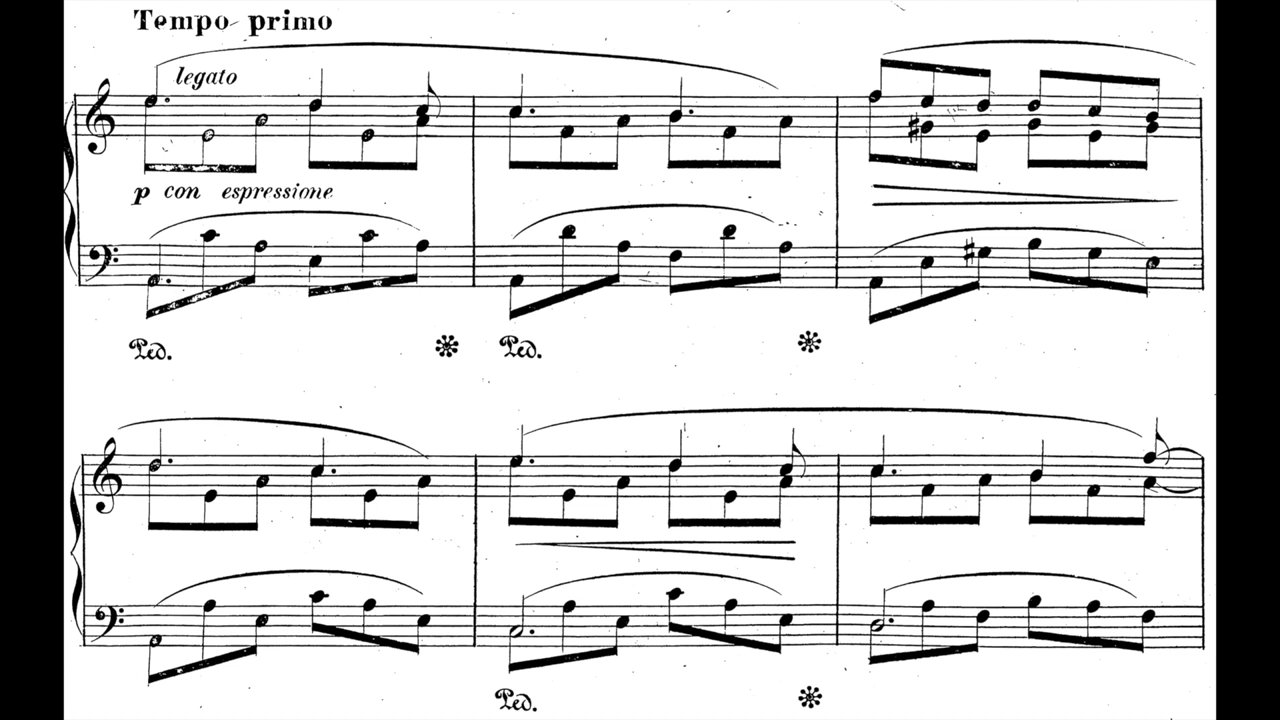 Tempo primo
legato
p con espressione
Ped. Ped.
Ped.